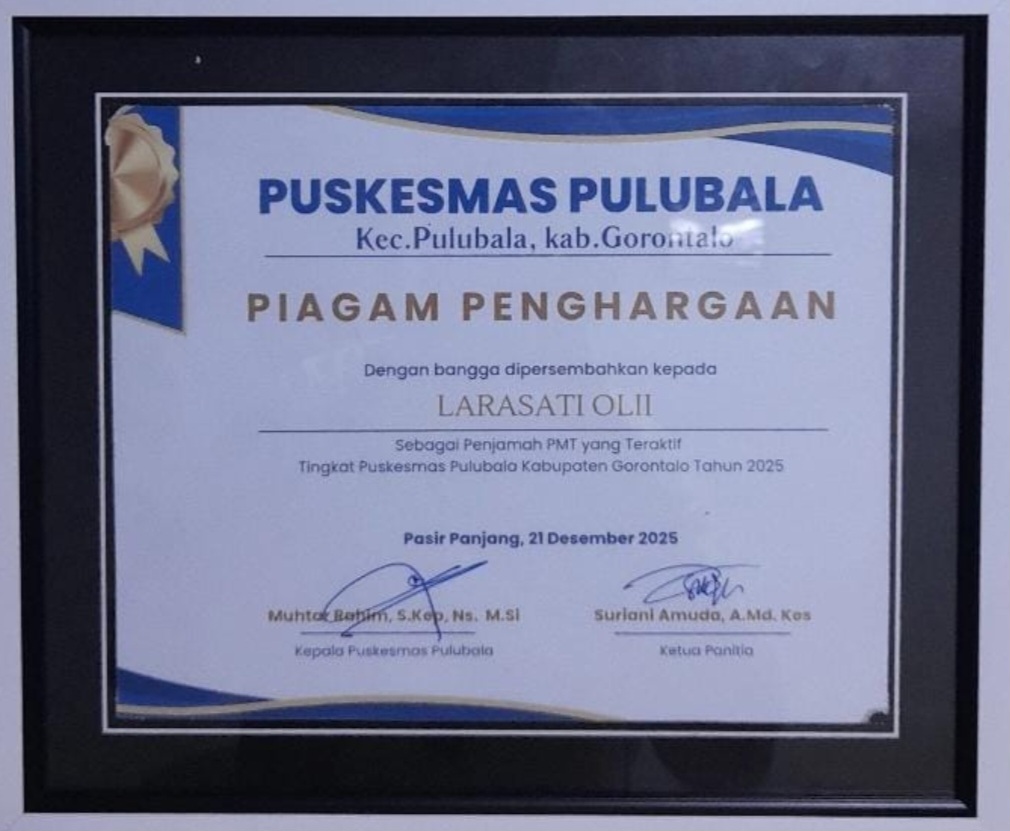 PUSKESMAS PULUBALA
Kec.Pulubala, kab.Gorontalo
PIAGAM PENGHARGAAN
Dengan bangga dipersembahkan kepada
LARASATI OLII
Sebagai Penjamah PMT yang Teraktif
Tingkat Puskesmas Pulubala Kabupaten Gorontalo Tahun 2025
Pasir Panjang, 21 Desember 2025
Muhtar Rahim, S.Kep, Ns. M.Si
Suriani Amuda, A.Md. Kes
Kepala Puskesmas Pulubala
Ketua Panitia